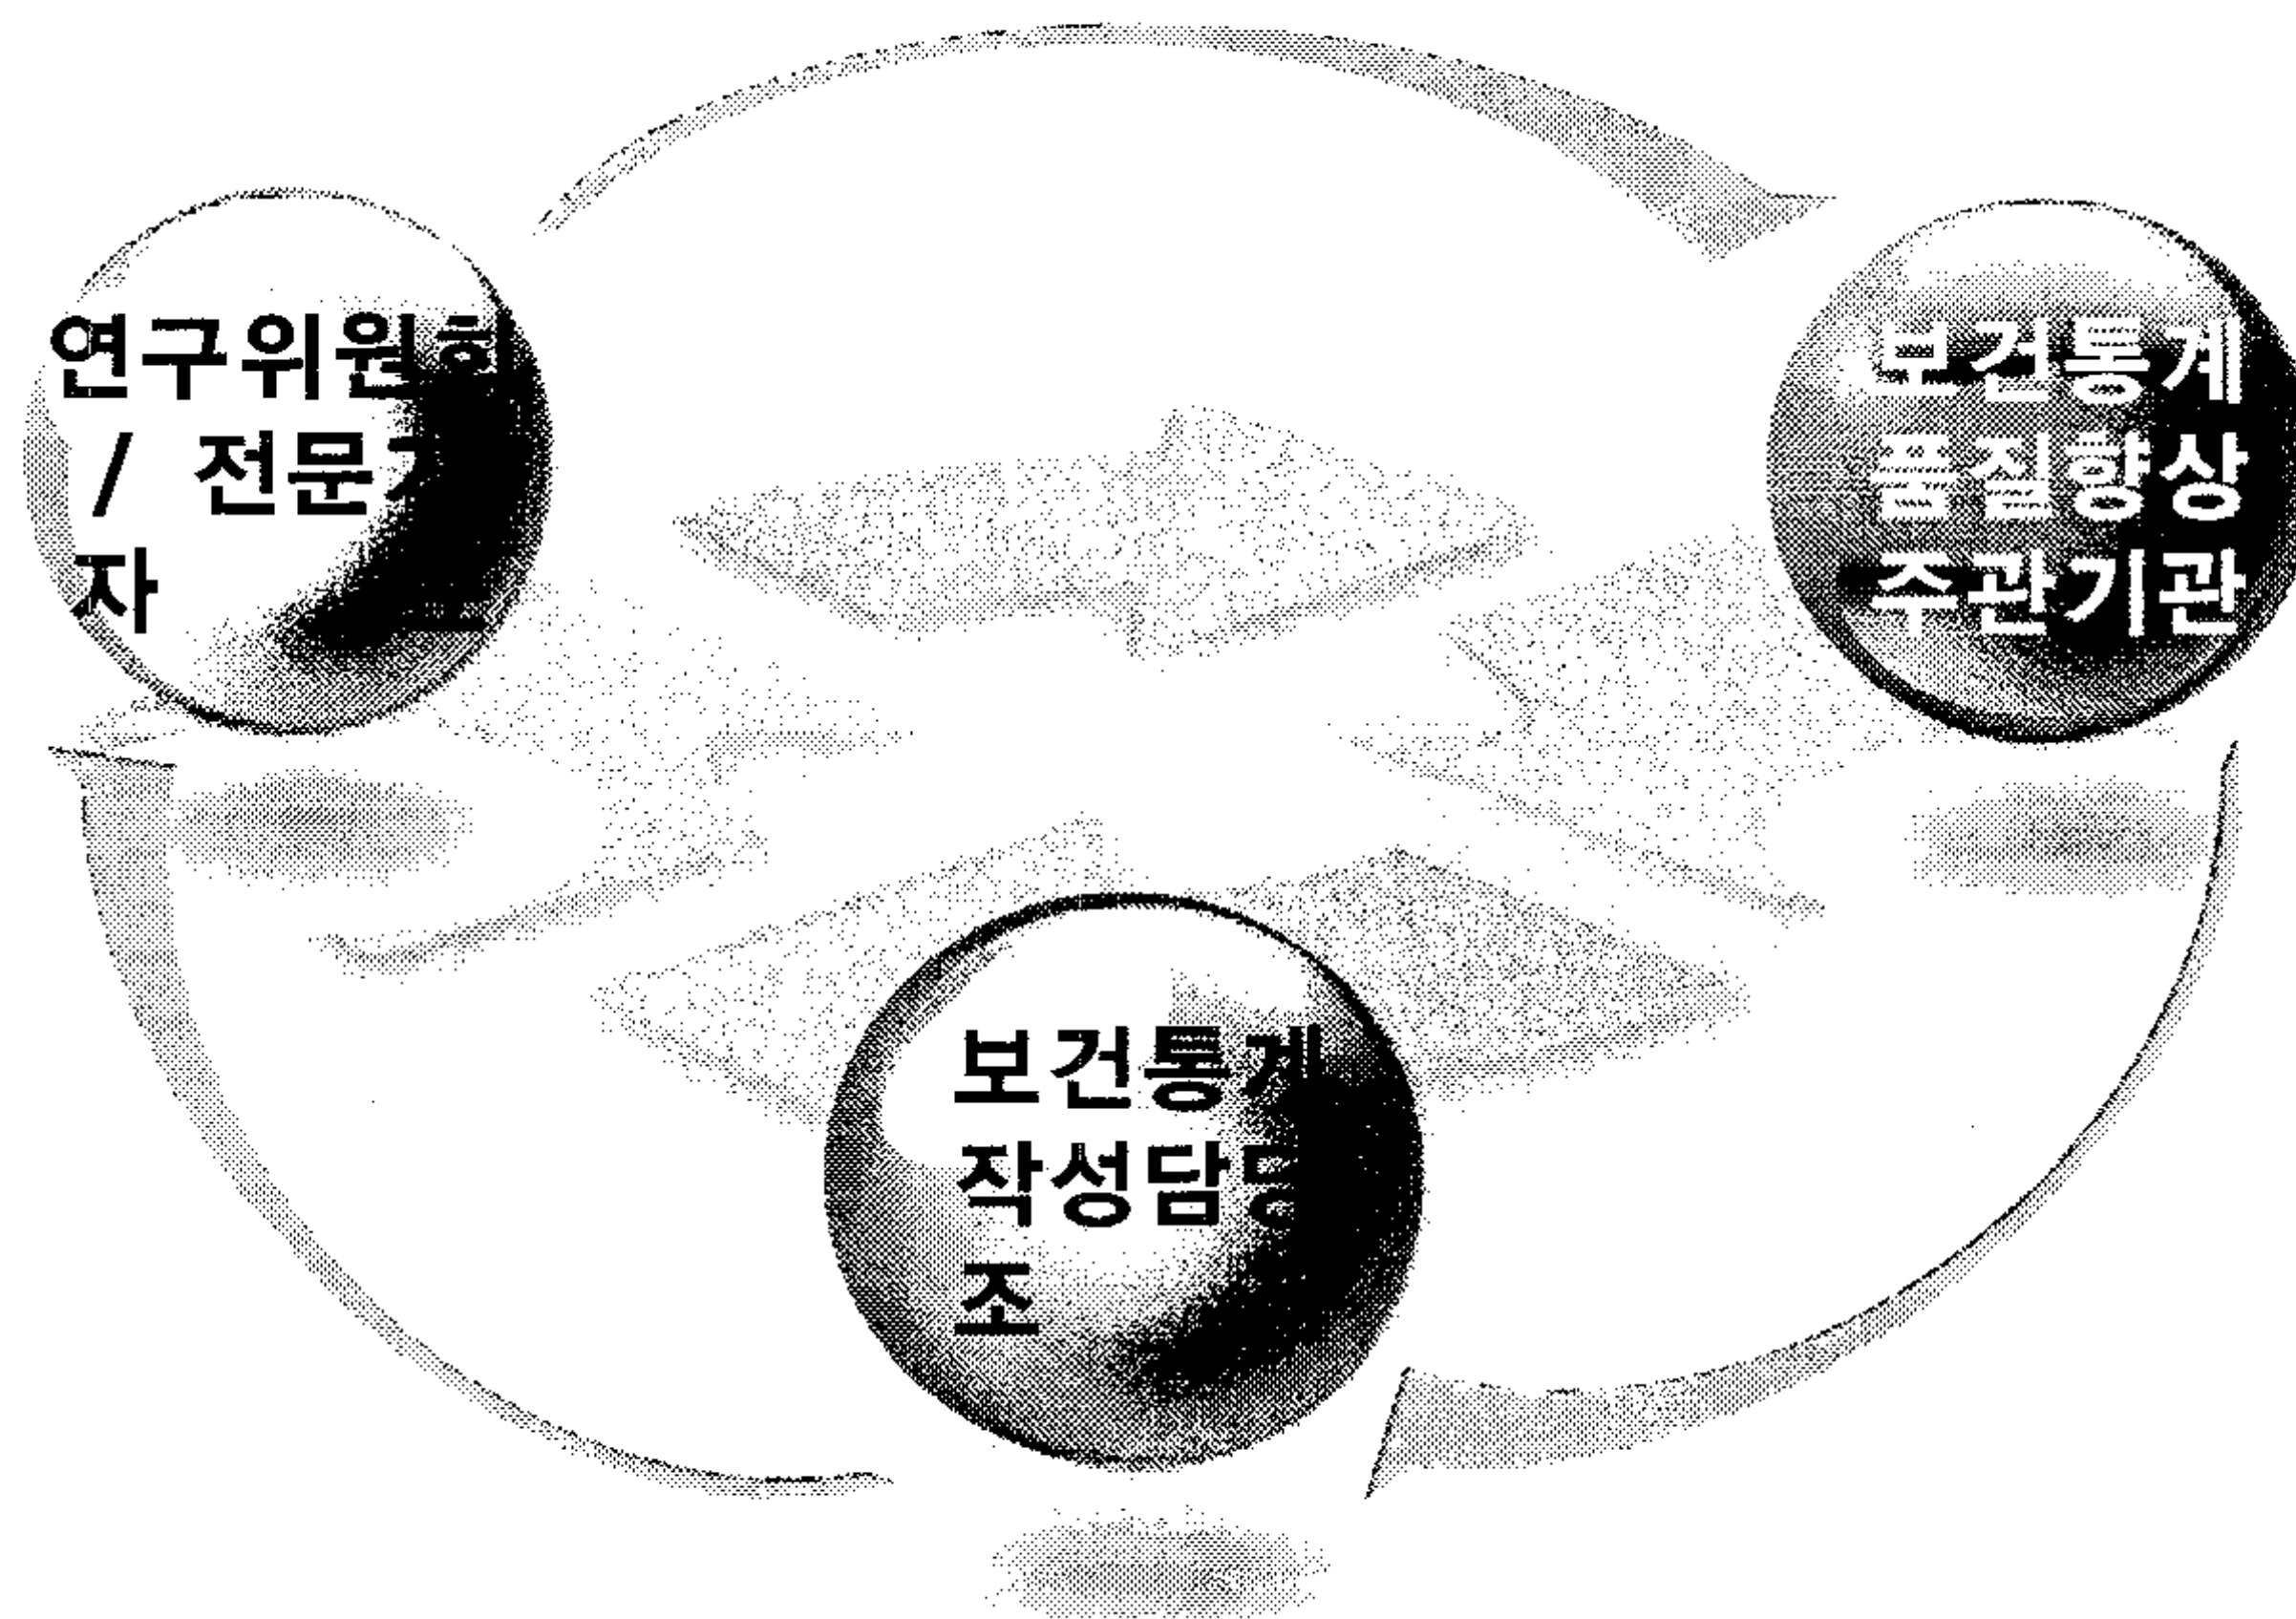 연구위원회
/ 전문가
자
보건통계
품질향상
주관기관
보건통계
작성담당
조